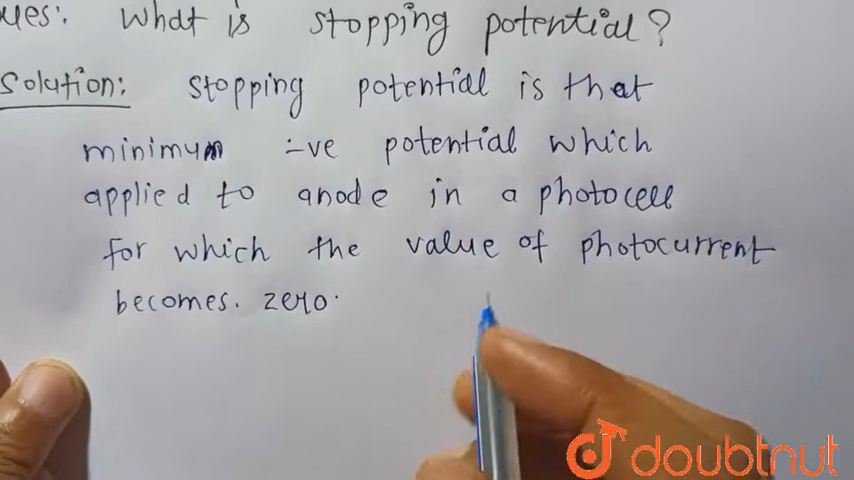 ues: What is stopping potential?
Solution: stopping potential is that
minimum -ve potential which
applied to anode in a photocell
for which the value of photocurrent
becomes. zero.
doubtnut